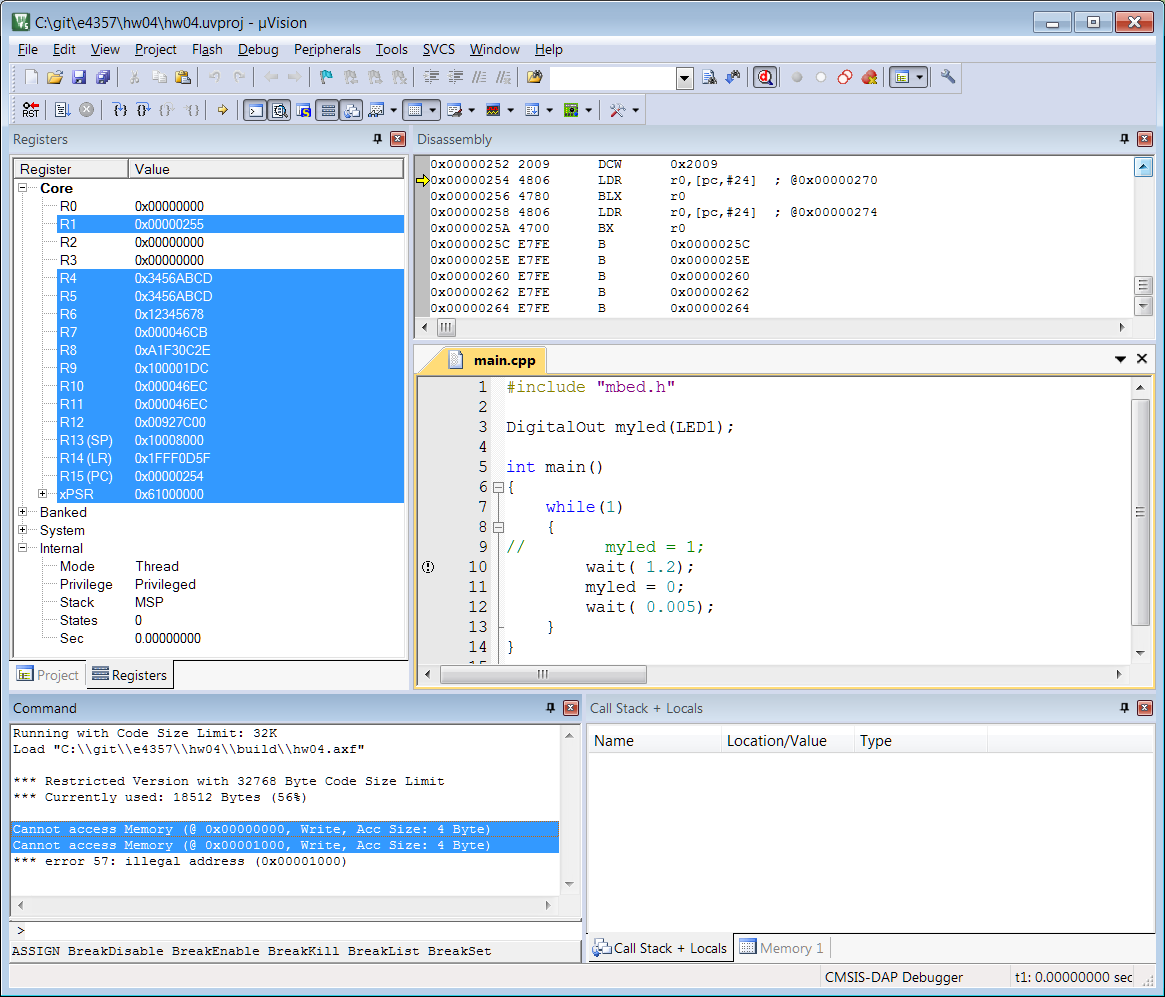 C:\git\e4357\hw04\hw04.uvproj - µVision
File Edit View Project Flash Debug Peripherals Tools SVCS Window Help
RST
Registers
Register Value
Core
R0 0x00000000
R1 0x00000255
R2 0x00000000
R3 0x00000000
R4 0x3456ABCD
R5 0x3456ABCD
R6 0x12345678
R7 0x000046CB
R8 0xA1F30C2E
R9 0x100001DC
R10 0x000046EC
R11 0x000046EC
R12 0x00927C00
R13 (SP) 0x10008000
R14 (LR) 0x1FFF0D5F
R15 (PC) 0x00000254
xPSR 0x61000000
Banked
System
Internal
Mode Thread
Privilege Privileged
Stack MSP
States 0
Sec 0.00000000
Project Registers
Disassembly
0x00000252 2009 DCW 0x2009
0x00000254 4806 LDR r0,[pc,#24] ; @0x00000270
0x00000256 4780 BLX r0
0x00000258 4806 LDR r0,[pc,#24] ; @0x00000274
0x0000025A 4700 BX r0
0x0000025C E7FE B 0x0000025C
0x0000025E E7FE B 0x0000025E
0x00000260 E7FE B 0x00000260
0x00000262 E7FE B 0x00000262
0x00000264 E7FE B 0x00000264
main.cpp
1 #include "mbed.h"
2
3 DigitalOut myled(LED1);
4
5 int main()
6 {
7 while(1)
8 {
9 // myled = 1;
10 wait( 1.2);
11 myled = 0;
12 wait( 0.005);
13 }
14 }
15
Command
Running with Code Size Limit: 32K
Load "C:\\git\\e4357\\hw04\\build\\hw04.axf"
*** Restricted Version with 32768 Byte Code Size Limit
*** Currently used: 18512 Bytes (56%)
Cannot access Memory (@ 0x00000000, Write, Acc Size: 4 Byte)
Cannot access Memory (@ 0x00001000, Write, Acc Size: 4 Byte)
*** error 57: illegal address (0x00001000)
>
ASSIGN BreakDisable BreakEnable BreakKill BreakList BreakSet
Call Stack + Locals
Name Location/Value Type
Call Stack + Locals Memory 1
CMSIS-DAP Debugger t1: 0.00000000 sec